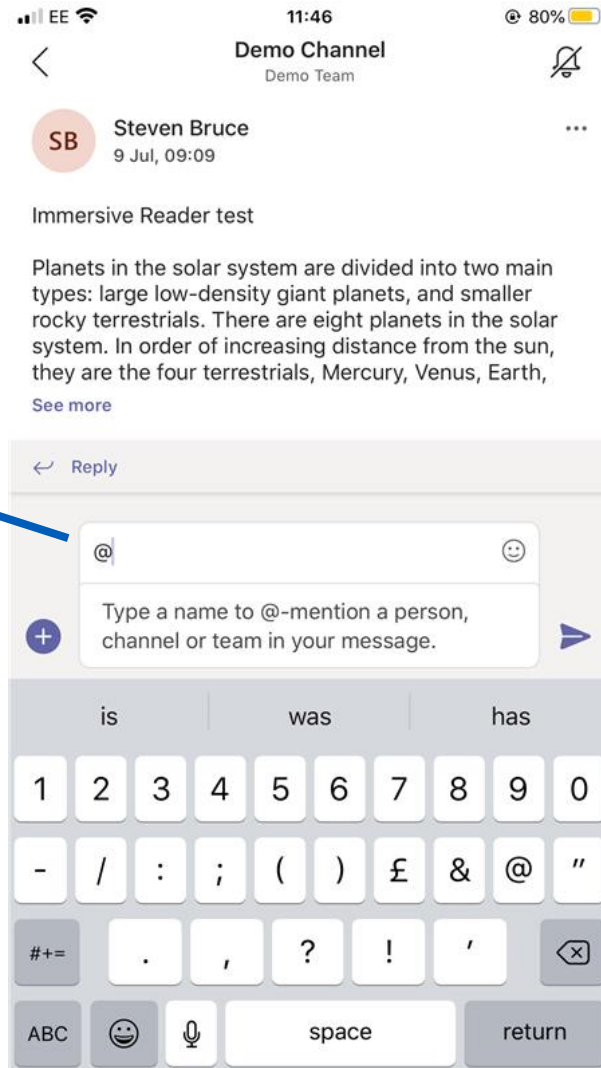 EE 11:46 80%
Demo Channel
Demo Team
SB
Steven Bruce
9 Jul, 09:09
Immersive Reader test
Planets in the solar system are divided into two main
types: large low-density giant planets, and smaller
rocky terrestrials. There are eight planets in the solar
system. In order of increasing distance from the sun,
they are the four terrestrials, Mercury, Venus, Earth,
See more
Reply
@
Type a name to @-mention a person,
channel or team in your message.
is was has
1 2 3 4 5 6 7 8 9 0
- / : ; ( ) £ & @ "
#+= . , ? ! '
ABC space return